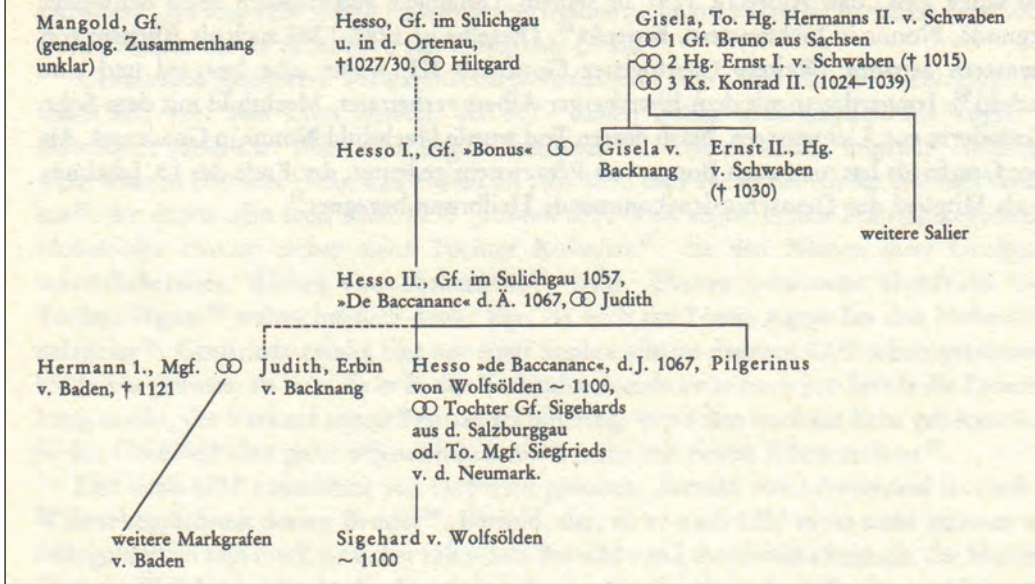 Mangold, Gf,
(genealog. Zusammenhang
unklar)
Hesso, Gf. im Sulichgau
u. in d. Ortenau,
†1027/30, ⚭ Hiltgard
Gisela, To. Hg. Hermanns II. v. Schwaben
⚭ 1 Gf. Bruno aus Sachsen
⚭ 2 Hg. Ernst I. v. Schwaben († 1015)
⚭ 3 Ks. Konrad II. (1024–1039)
Hesso I., Gf. »Bonus« ⚭
Gisela v.
Backnang
Ernst II., Hg.
v. Schwaben
(† 1030)
weitere Salier
Hesso II., Gf. im Sulichgau 1057,
»De Baccananc« d. Ä. 1067, ⚭ Judith
Hermann 1., Mgf. ⚭
v. Baden, † 1121
Judith, Erbin
v. Backnang
Hesso »de Baccananc«, d. J. 1067,
von Wolfsölden ~ 1100,
⚭ Tochter Gf. Sigehards
aus d. Salzburggau
od. To. Mgf. Siegfrieds
v. d. Neumark.
Pilgerinus
weitere Markgrafen
v. Baden
Sigehard v. Wolfsölden
~ 1100